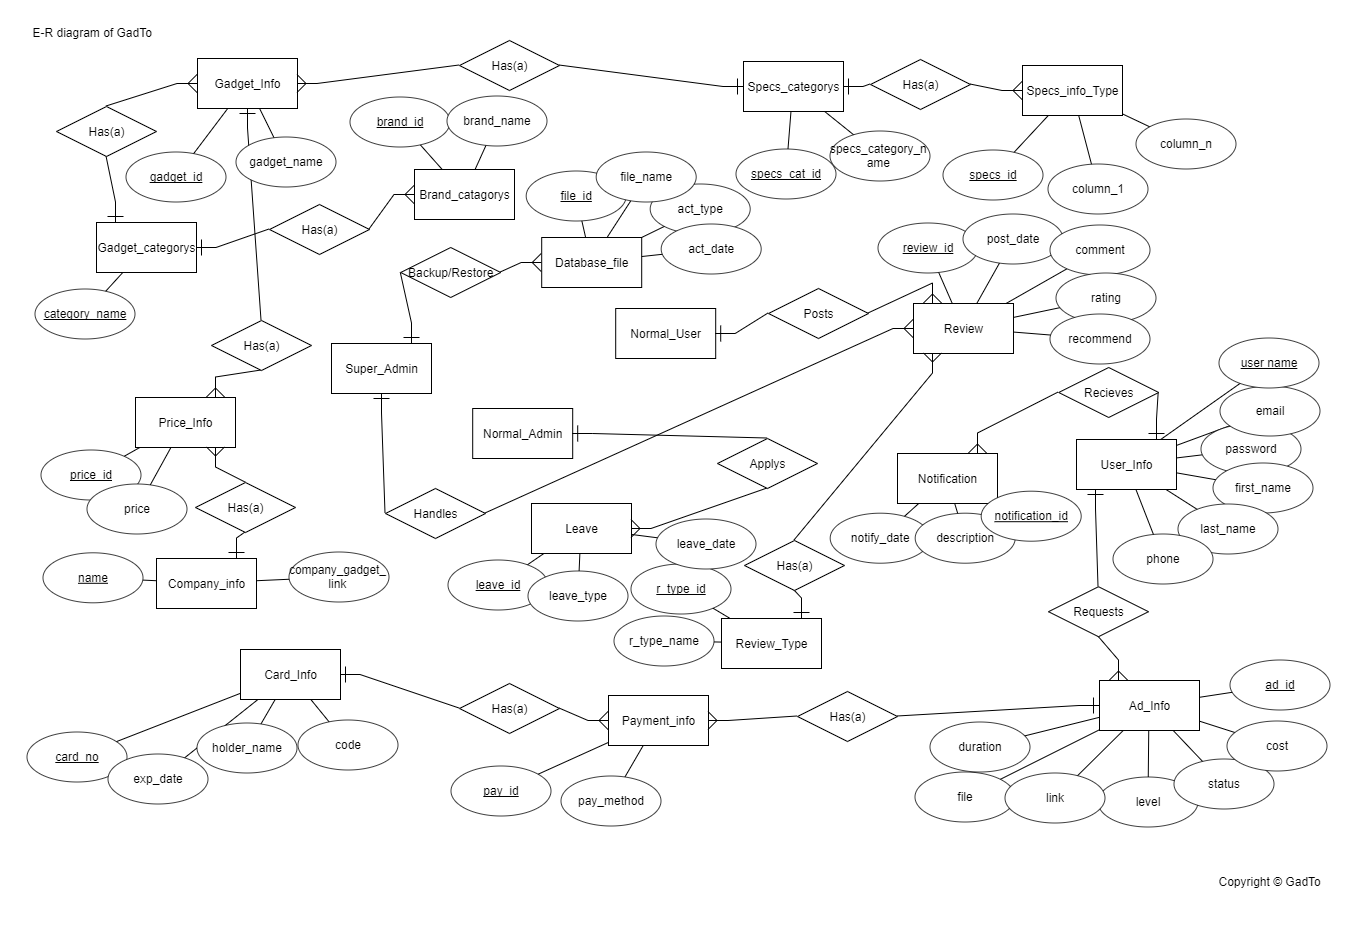 E-R diagram of GadTo
Gadget_Info
Has(a)
Specs_categorys
Has(a)
Specs_info_Type
Has(a)
brand_id
brand_name
gadget_id
gadget_name
specs_cat_id
specs_category_n
ame
specs_id
column_1
column_n
Brand_catagorys
Has(a)
Gadget_categorys
category_name
file_id
file_name
act_type
act_date
Database_file
Backup/Restore
review_id
post_date
comment
rating
recommend
Review
Posts
Normal_User
Has(a)
Super_Admin
Recieves
user name
email
password
first_name
last_name
phone
User_Info
Price_Info
price_id
price
Has(a)
Normal_Admin
Applys
Notification
notify_date
description
notification_id
Handles
Leave
leave_date
leave_id
leave_type
Has(a)
name
Company_info
company_gadget_
link
r_type_id
r_type_name
Review_Type
Requests
Card_Info
Has(a)
Payment_info
Has(a)
Ad_Info
ad_id
cost
status
level
link
file
duration
card_no
exp_date
holder_name
code
pay_id
pay_method
Copyright © GadTo